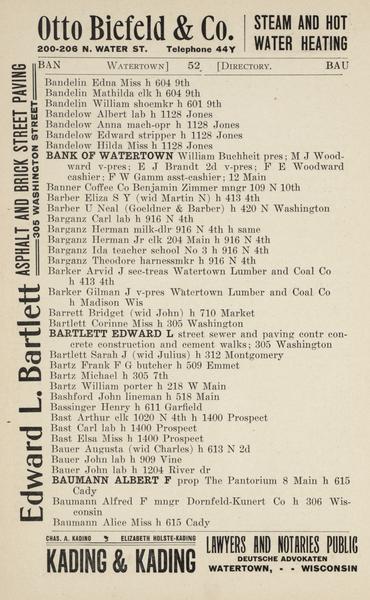 Otto Biefeld & Co.
200-206 N. WATER ST. Telephone 44Y
STEAM AND HOT
WATER HEATING
BAN WATERTOWN] 52 [DIRECTORY. BAU
Bandelin Edna Miss h 604 9th
Bandelin Mathilda clk h 604 9th
Bandelin William shoemkr h 601 9th
Bandelow Albert lab h 1128 Jones
Bandelow Anna mach-opr h 1128 Jones
Bandelow Edward stripper h 1128 Jones
Bandelow Hilda Miss h 1128 Jones
BANK OF WATERTOWN William Buchheit pres; M J Wood-
ward v-pres; E J Brandt 2d v-pres; F E Woodward
cashier; F W Gamm asst-cashier; 12 Main
Banner Coffee Co Benjamin Zimmer mngr 109 N 10th
Barber Eliza S Y (wid Martin N) h 413 4th
Barber U Neal (Goeldner & Barber) h 420 N Washington
Barganz Carl lab h 916 N 4th
Barganz Herman milk-dlr 916 N 4th h same
Barganz Herman Jr clk 204 Main h 916 N 4th
Barganz Ida teacher school No 3 h 916 N 4th
Barganz Theodore harnessmkr h 916 N 4th
Barker Arvid J sec-treas Watertown Lumber and Coal Co
h 413 4th
Barker Gilman J v-pres Watertown Lumber and Coal Co
h Madison Wis
Barrett Bridget (wid John) h 710 Market
Bartlett Corinne Miss h 305 Washington
BARTLETT EDWARD L street sewer and paving contr con-
crete construction and cement walks; 305 Washington
Bartlett Sarah J (wid Julius) h 312 Montgomery
Bartz Frank F G butcher h 509 Emmet
Bartz Michael h 305 7th
Bartz William porter h 218 W Main
Bashford John lineman h 518 Main
Bassinger Henry h 611 Garfield
Bast Arthur clk 1020 N 4th h 1400 Prospect
Bast Carl lab h 1400 Prospect
Bast Elsa Miss h 1400 Prospect
Bauer Augusta (wid Charles) h 613 N 2d
Bauer John lab h 909 Vine
Bauer John lab h 1204 River dr
BAUMANN ALBERT F prop The Pantorium 8 Main h 615
Cady
Baumann Alfred F mngr Dornfeld-Kunert Co h 306 Wis-
consin
Baumann Alice Miss h 615 Cady
Edward L. Bartlett
ASPHALT AND BRICK STREET PAVING
305 WASHINGTON STREET
CHAS. A. KADING ELIZABETH HOLSTE-KADING
KADING & KADING
LAWYERS AND NOTARIES PUBLIC
DEUTSCHE ADVOKATEN
WATERTOWN, - - WISCONSIN